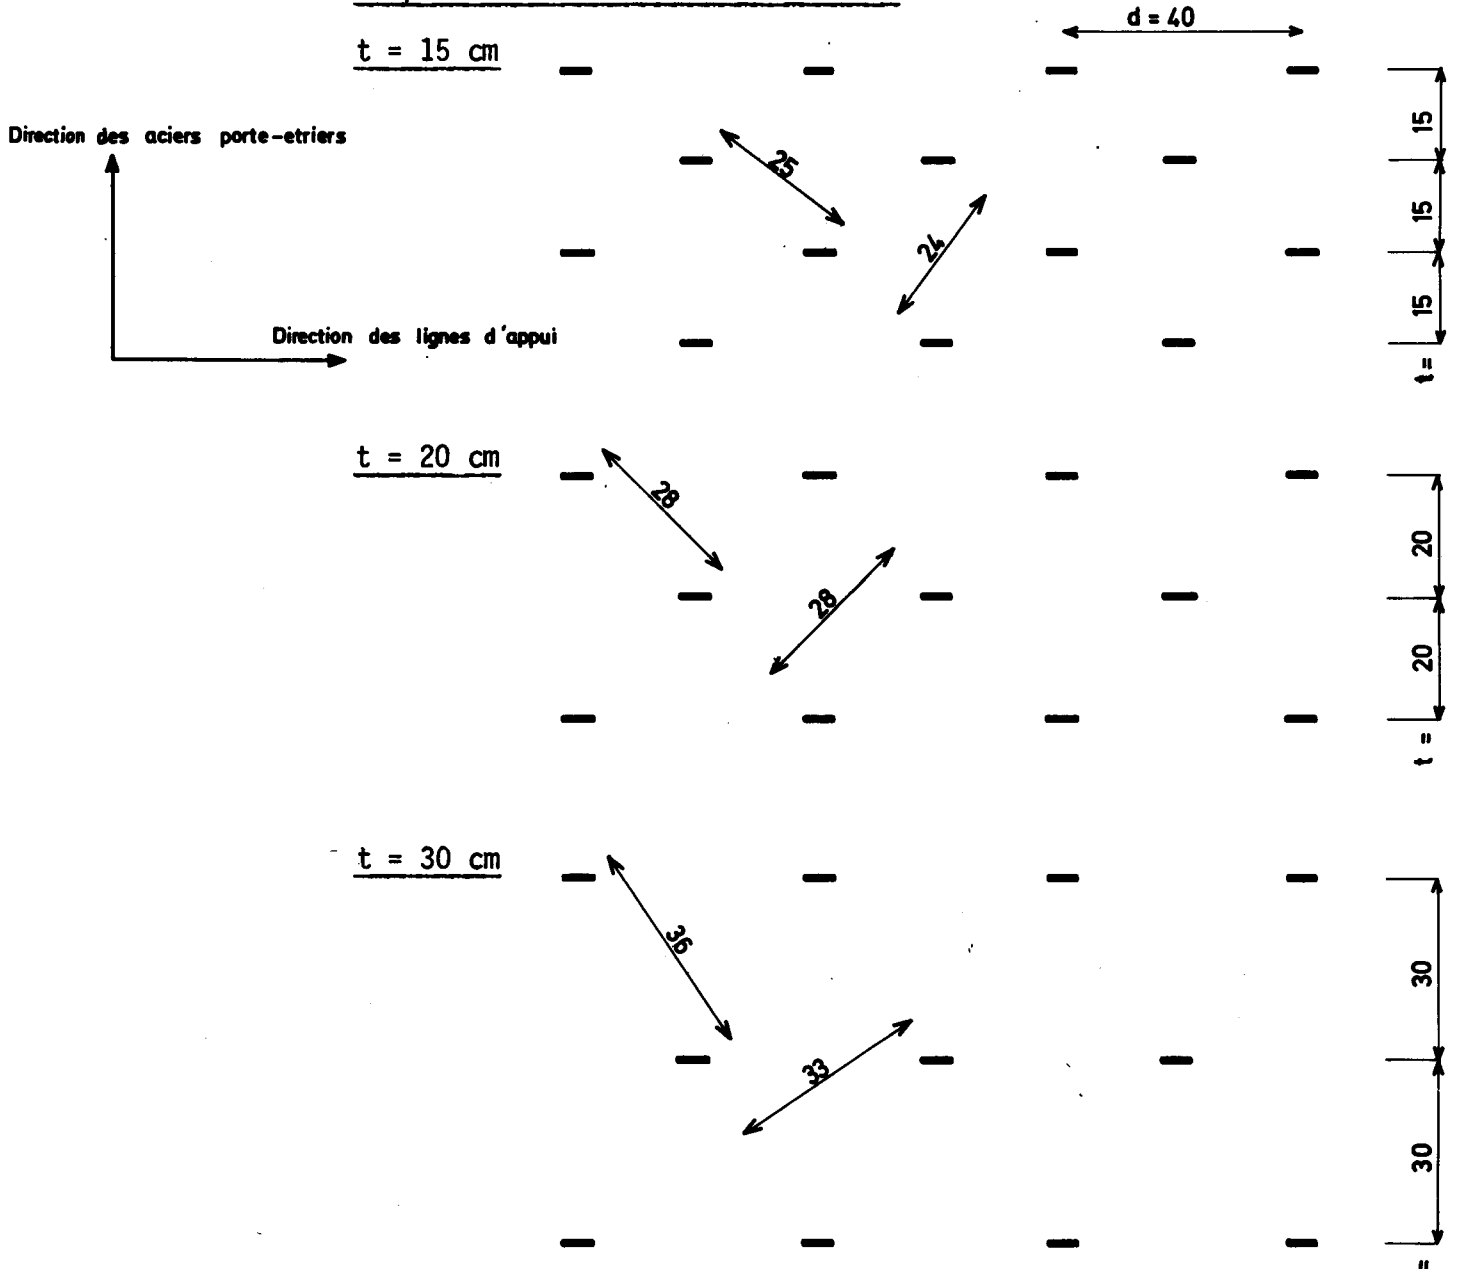 d = 40
t = 15 cm
Direction des aciers porte-etriers
15
25
15
24
15
Direction des lignes d'appui
t =
t = 20 cm
28
20
28
20
t =
t = 30 cm
36
30
33
30
=